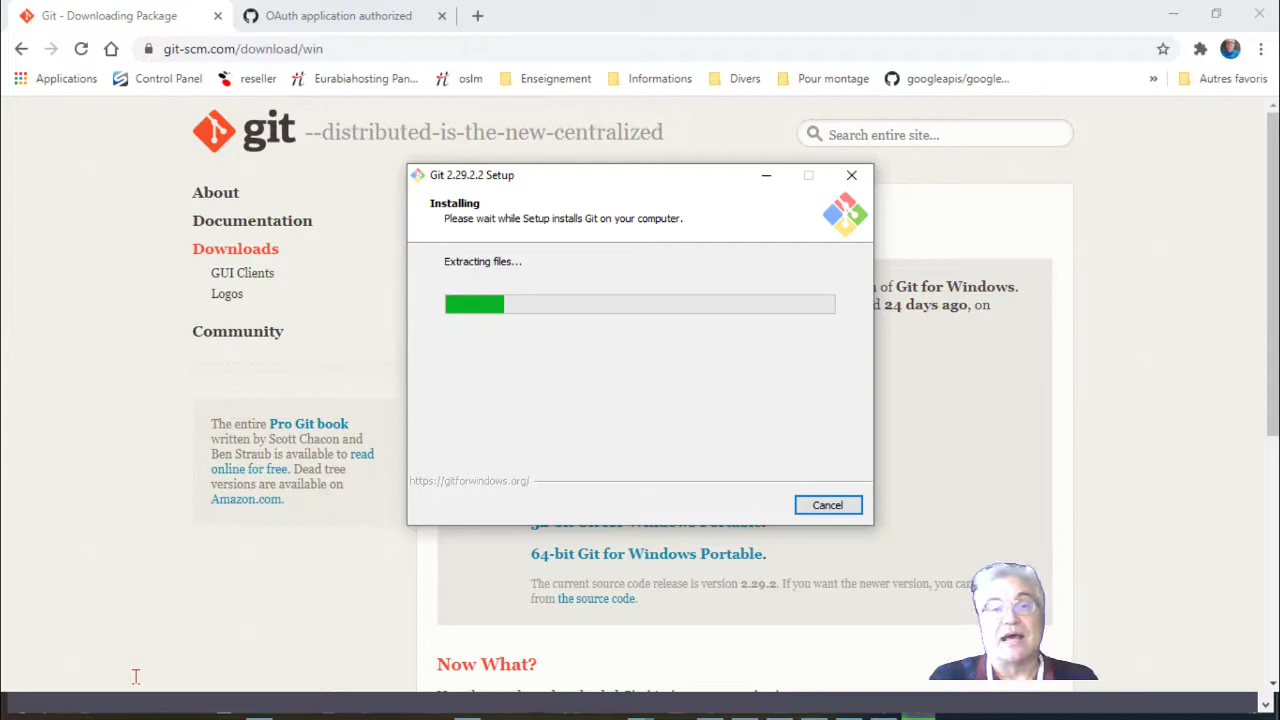 Git - Downloading Package
OAuth application authorized
git-scm.com/download/win
Applications
Control Panel
reseller
Eurabiahosting Pan...
oslm
Enseignement
Informations
Divers
Pour montage
googleapis/google...
»
Autres favoris
git --distributed-is-the-new-centralized
Search entire site...
About
Documentation
Downloads
GUI Clients
Logos
Community
The entire Pro Git book
written by Scott Chacon and
Ben Straub is available to read
online for free. Dead tree
versions are available on
Amazon.com.
Git 2.29.2.2 Setup
Installing
Please wait while Setup installs Git on your computer.
Extracting files...
https://gitforwindows.org/
Cancel
n of Git for Windows.
d 24 days ago, on
64-bit Git for Windows Portable.
The current source code release is version 2.29.2. If you want the newer version, you can
from the source code.
Now What?